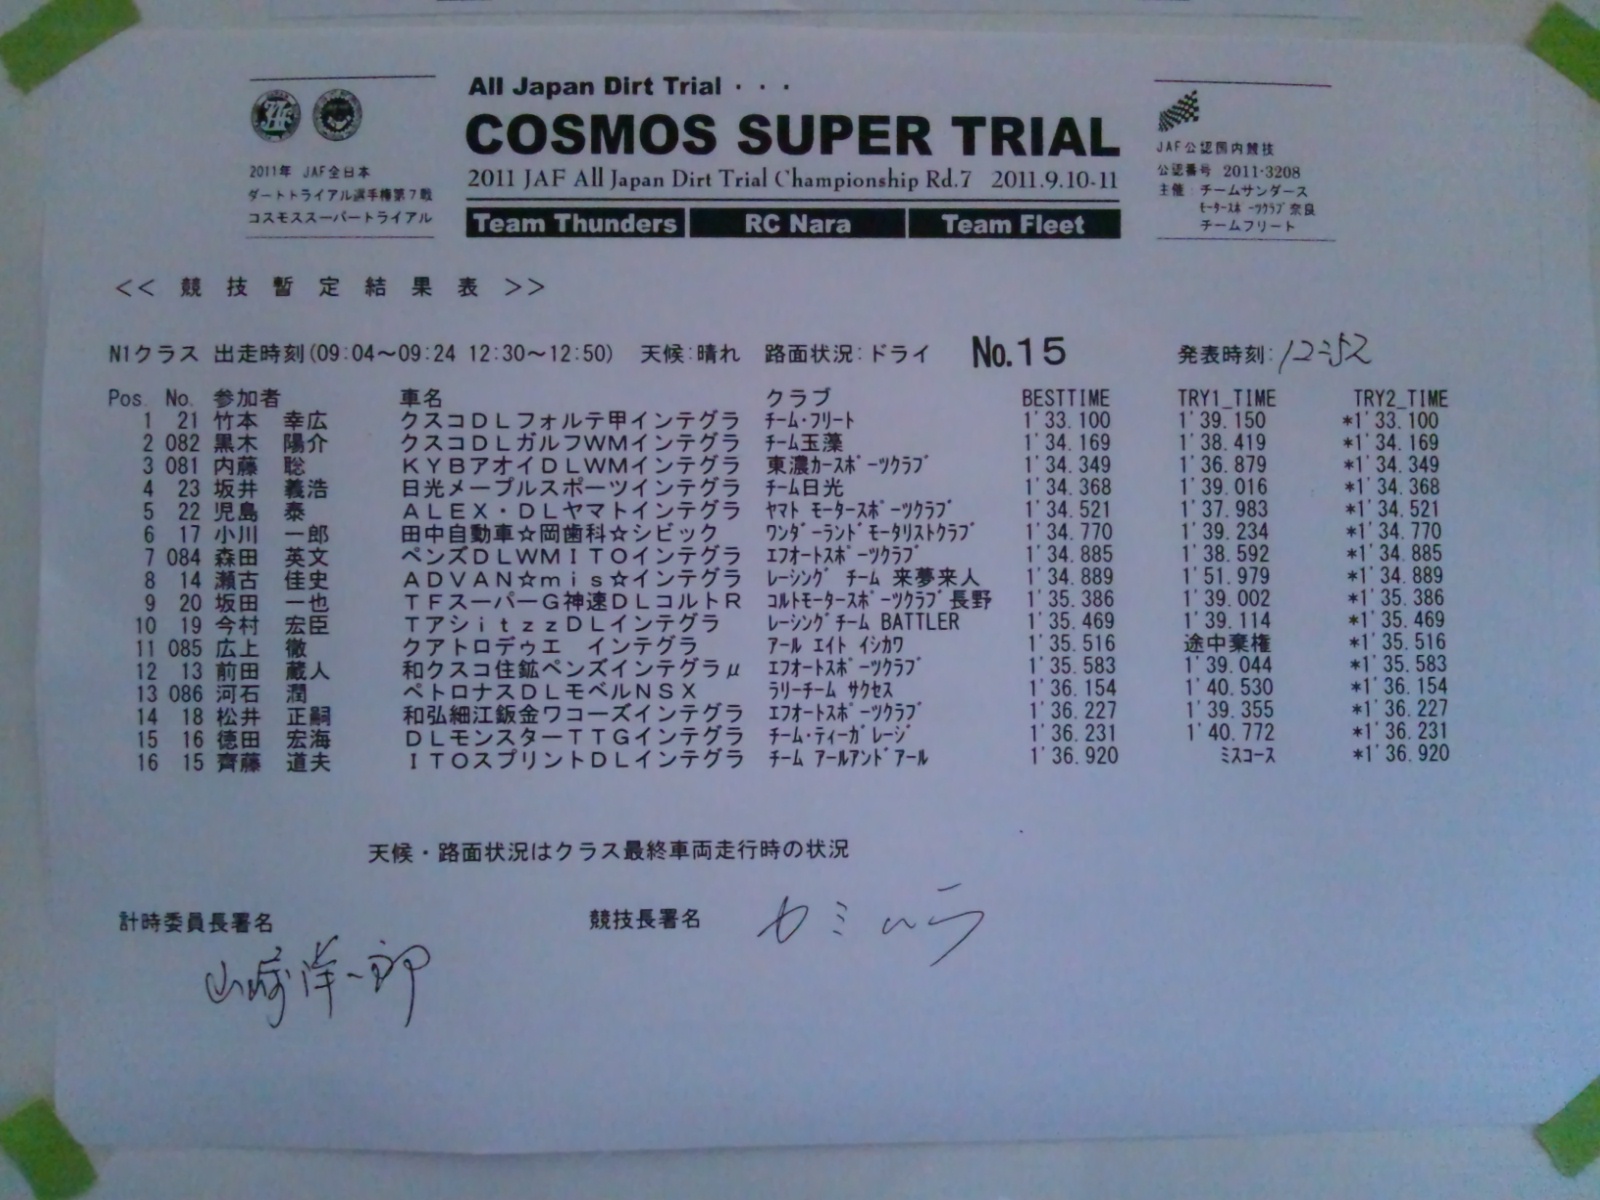 All Japan Dirt Trial ・・・
COSMOS SUPER TRIAL
2011 JAF All Japan Dirt Trial Championship Rd.7 2011.9.10-11
Team Thunders RC Nara Team Fleet
2011年 JAF全日本
ダートトライアル選手権第7戦
コスモススーパートライアル
JAF公認国内競技
公認番号 2011-3208
主催: チームサンダース
モータースポーツクラブ奈良
チームフリート
<< 競技暫定結果表 >>
N1クラス 出走時刻(09:04～09:24 12:30～12:50) 天候:晴れ 路面状況:ドライ No.15 発表時刻:12:52
Pos. No. 参加者 車名 クラブ BESTTIME TRY1_TIME TRY2_TIME
1 21 竹本 幸広 クスコDLフォルテ甲インテグラ チーム・フリート 1'33.100 1'39.150 *1'33.100
2 082 黒木 陽介 クスコDLガルフWMインテグラ チーム玉藻 1'34.169 1'38.419 *1'34.169
3 081 内藤 聡 KYBアオイDLWMインテグラ 東濃カースポーツクラブ 1'34.349 1'36.879 *1'34.349
4 23 坂井 義浩 日光メープルスポーツインテグラ チーム日光 1'34.368 1'39.016 *1'34.368
5 22 児島 泰 ALEX・DLヤマトインテグラ ヤマト モータースポーツクラブ 1'34.521 1'37.983 *1'34.521
6 17 小川 一郎 田中自動車☆岡歯科☆シビック ワンダーランドモータリストクラブ 1'34.770 1'39.234 *1'34.770
7 084 森田 英文 ペンズDLWMITOインテグラ エフォートスポーツクラブ 1'34.885 1'38.592 *1'34.885
8 14 瀬古 佳史 ADVAN☆mis☆インテグラ レーシング チーム 来夢来人 1'34.889 1'51.979 *1'34.889
9 20 坂田 一也 TFスーパーG神速DLコルトR コルトモータースポーツクラブ長野 1'35.386 1'39.002 *1'35.386
10 19 今村 宏臣 TアシitzzDLインテグラ レーシングチーム BATTLER 1'35.469 1'39.114 *1'35.469
11 085 広上 徹 クアトロデゥエ インテグラ アール エイト イシカワ 1'35.516 途中棄権 *1'35.516
12 13 前田 蔵人 和クスコ住鉱ペンズインテグラμ エフォートスポーツクラブ 1'35.583 1'39.044 *1'35.583
13 086 河石 潤 ペトロナスDLモベルNSX ラリーチーム サクセス 1'36.154 1'40.530 *1'36.154
14 18 松井 正嗣 和弘細江鈑金ワコーズインテグラ エフォートスポーツクラブ 1'36.227 1'39.355 *1'36.227
15 16 徳田 宏海 DLモンスターTTGインテグラ チーム・ティーガレージ 1'36.231 1'40.772 *1'36.231
16 15 齊藤 道夫 ITOスプリントDLインテグラ チーム アールアンドアール 1'36.920 ミスコース *1'36.920
天候・路面状況はクラス最終車両走行時の状況
計時委員長署名 競技長署名
山崎洋一郎